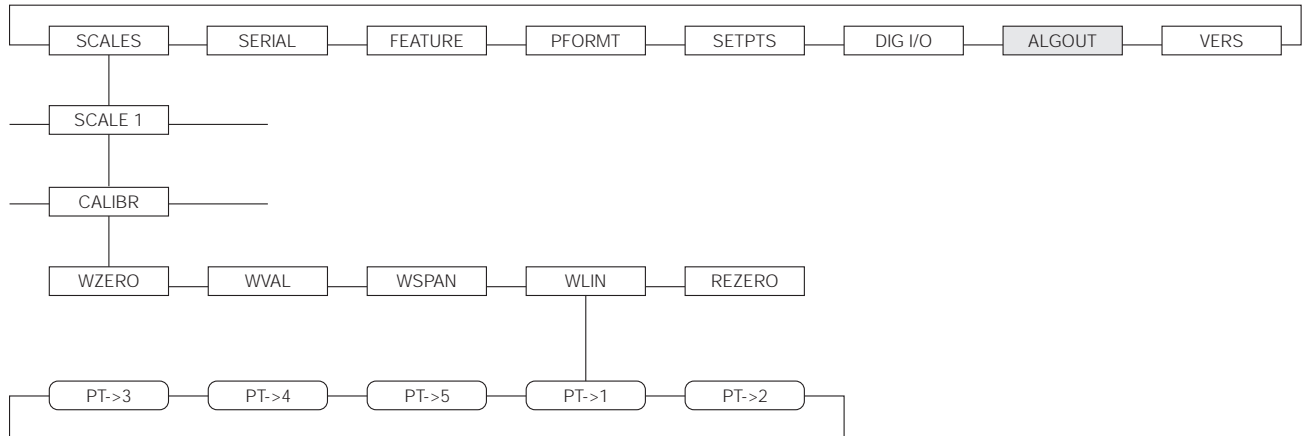 SCALES SERIAL FEATURE PFORMT SETPTS DIG I/O ALGOUT VERS
SCALE 1
CALIBR
WZERO WVAL WSPAN WLIN REZERO
PT->3 PT->4 PT->5 PT->1 PT->2